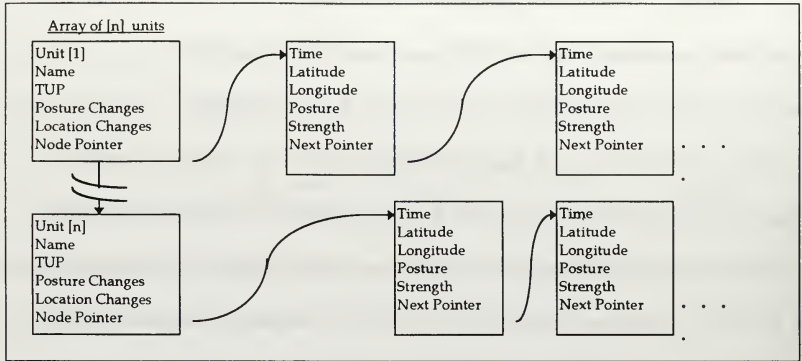 Array of [n] units
Unit [1]
Name
TUP
Posture Changes
Location Changes
Node Pointer
Time
Latitude
Longitude
Posture
Strength
Next Pointer
Time
Latitude
Longitude
Posture
Strength
Next Pointer
. . .
.
Unit [n]
Name
TUP
Posture Changes
Location Changes
Node Pointer
Time
Latitude
Longitude
Posture
Strength
Next Pointer
Time
Latitude
Longitude
Posture
Strength
Next Pointer
. . .
.